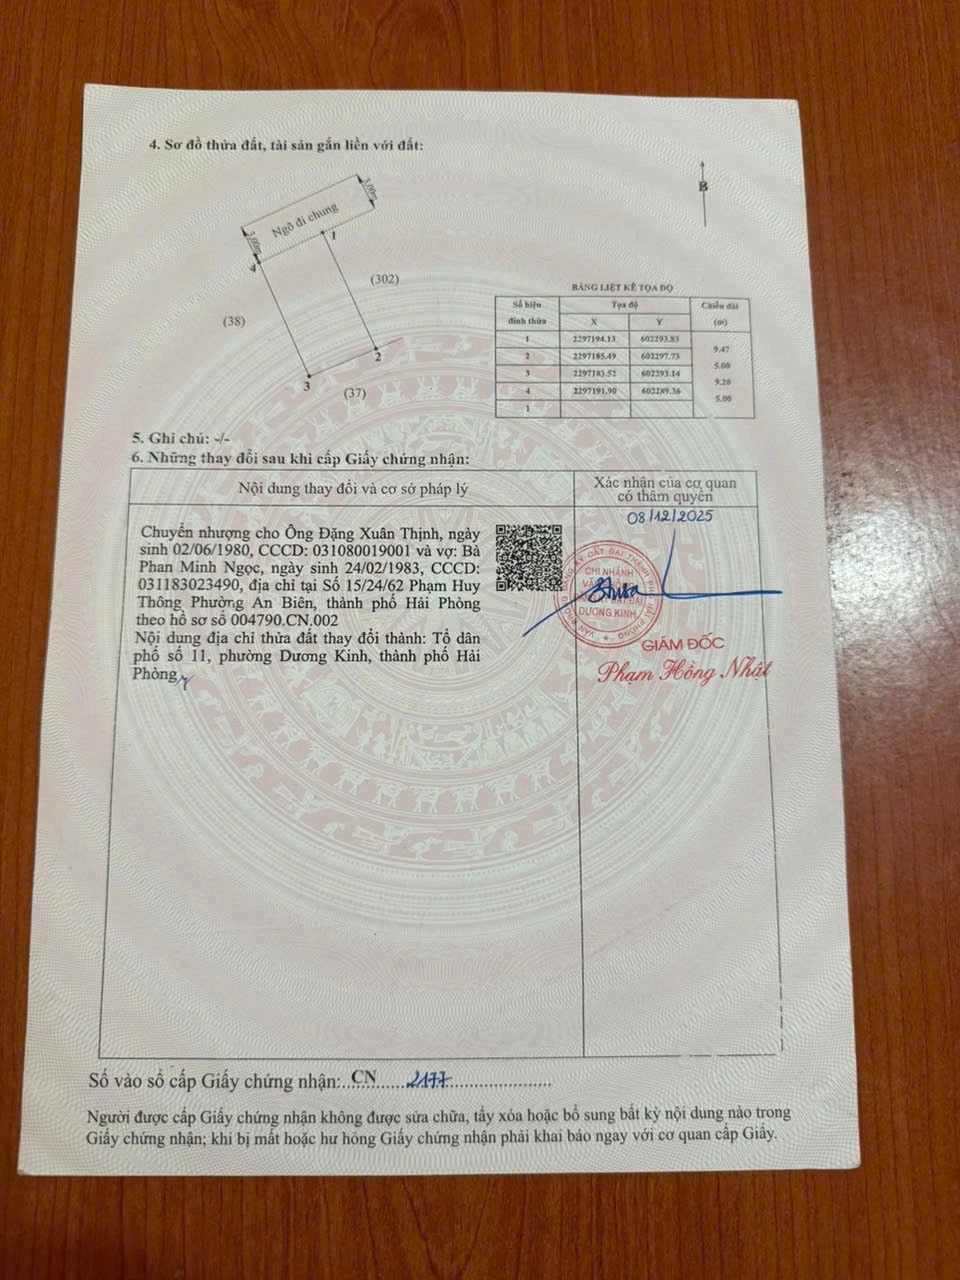 4. Sơ đồ thửa đất, tài sản gắn liền với đất:
3.00m
Ngõ đi chung
3.00m
B
1
4
(302)
(38)
2
3
(37)
BẢNG LIỆT KÊ TỌA ĐỘ
Số hiệu đỉnh thửa Tọa độ Chiều dài (m)
X Y
1 2297194.13 602293.83
9.47
2 2297185.49 602297.73
5.00
3 2297183.52 602293.14
9.20
4 2297191.90 602289.36
5.00
1
5. Ghi chú: -/-
6. Những thay đổi sau khi cấp Giấy chứng nhận:
Nội dung thay đổi và cơ sở pháp lý
Xác nhận của cơ quan
có thẩm quyền
Chuyển nhượng cho Ông Đặng Xuân Thịnh, ngày
sinh 02/06/1980, CCCD: 031080019001 và vợ: Bà
Phan Minh Ngọc, ngày sinh 24/02/1983, CCCD:
031183023490, địa chỉ tại Số 15/24/62 Phạm Huy
Thông Phường An Biên, thành phố Hải Phòng
theo hồ sơ số 004790.CN.002
Nội dung địa chỉ thửa đất thay đổi thành: Tổ dân
phố số 11, phường Dương Kinh, thành phố Hải
Phòng
08/12/2025
CHI NHÁNH
DƯƠNG KINH
GIÁM ĐỐC
Phạm Hồng Nhật
Số vào sổ cấp Giấy chứng nhận:....CN......2177....................
Người được cấp Giấy chứng nhận không được sửa chữa, tẩy xóa hoặc bổ sung bất kỳ nội dung nào trong
Giấy chứng nhận; khi bị mất hoặc hư hỏng Giấy chứng nhận phải khai báo ngay với cơ quan cấp Giấy.